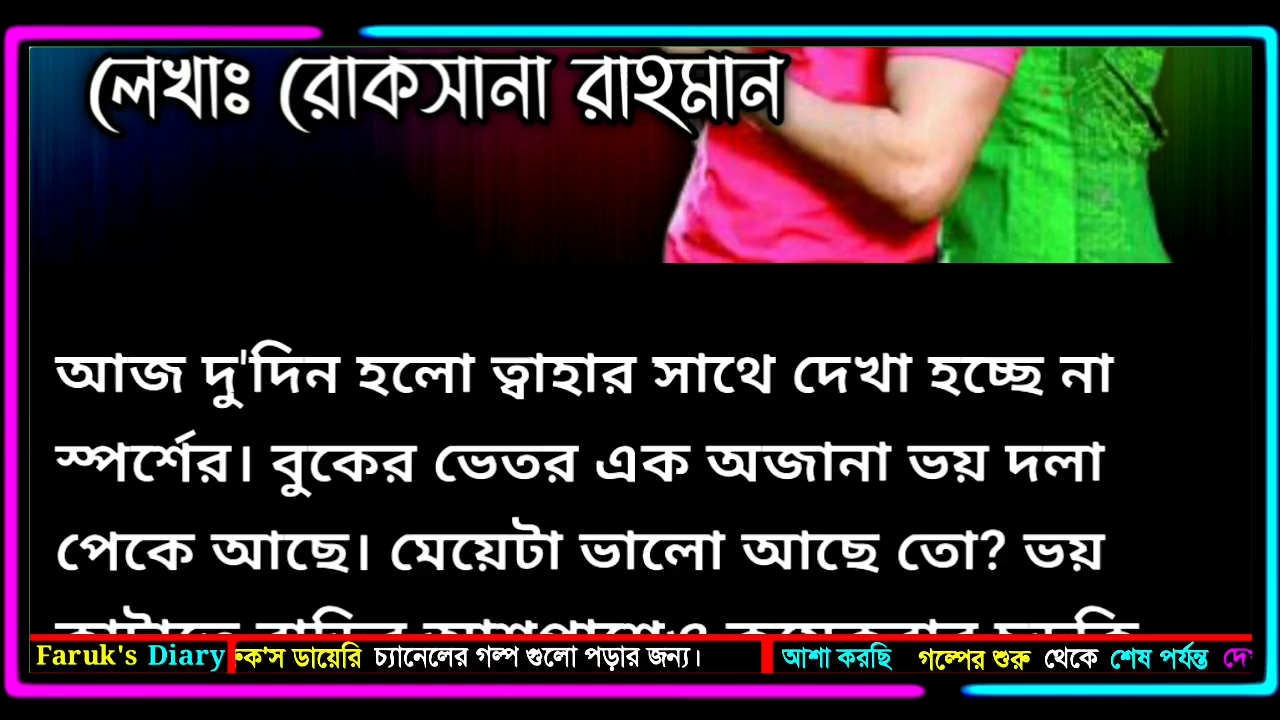 লেখাঃ রোকসানা রাহমান
আজ দু'দিন হলো ত্বাহার সাথে দেখা হচ্ছে না
স্পর্শের। বুকের ভেতর এক অজানা ভয় দলা
পেকে আছে। মেয়েটা ভালো আছে তো? ভয়
Faruk's Diary রুক'স ডায়েরি চ্যানেলের গল্প গুলো পড়ার জন্য। আশা করছি গল্পের শুরু থেকে শেষ পর্যন্ত